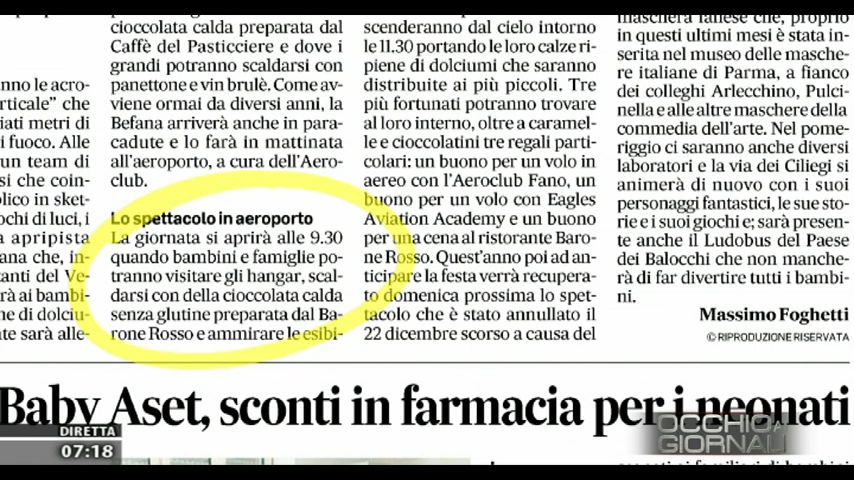 cioccolata calda preparata dal
Caffè del Pasticciere e dove i
grandi potranno scaldarsi con
panettone e vin brulè. Come av-
viene ormai da diversi anni, la
Befana arriverà anche in para-
cadute e lo farà in mattinata
all'aeroporto, a cura dell'Aero-
club.
Lo spettacolo in aeroporto
La giornata si aprirà alle 9.30
quando bambini e famiglie po-
tranno visitare gli hangar, scal-
darsi con della cioccolata calda
senza glutine preparata dal Ba-
rone Rosso e ammirare le esibi-
scenderanno dal cielo intorno
le 11.30 portando le loro calze ri-
piene di dolciumi che saranno
distribuite ai più piccoli. Tre
più fortunati potranno trovare
al loro interno, oltre a caramel-
le e cioccolatini tre regali parti-
colari: un buono per un volo in
aereo con l'Aeroclub Fano, un
buono per un volo con Eagles
Aviation Academy e un buono
per una cena al ristorante Baro-
ne Rosso. Quest'anno poi ad an-
ticipare la festa verrà recupera-
to domenica prossima lo spet-
tacolo che è stato annullato il
22 dicembre scorso a causa del
maschera fanese che, proprio
in questi ultimi mesi è stata in-
serita nel museo delle masche-
re italiane di Parma, a fianco
dei colleghi Arlecchino, Pulci-
nella e alle altre maschere della
commedia dell'arte. Nel pome-
riggio ci saranno anche diversi
laboratori e la via dei Ciliegi si
animerà di nuovo con i suoi
personaggi fantastici, le sue sto-
rie e i suoi giochi e; sarà presen-
te anche il Ludobus del Paese
dei Balocchi che non manche-
rà di far divertire tutti i bambi-
ni.
Massimo Foghetti
© RIPRODUZIONE RISERVATA
Baby Aset, sconti in farmacia per i neonati
DIRETTA
07:18
OCCHIO AI
GIORNALI